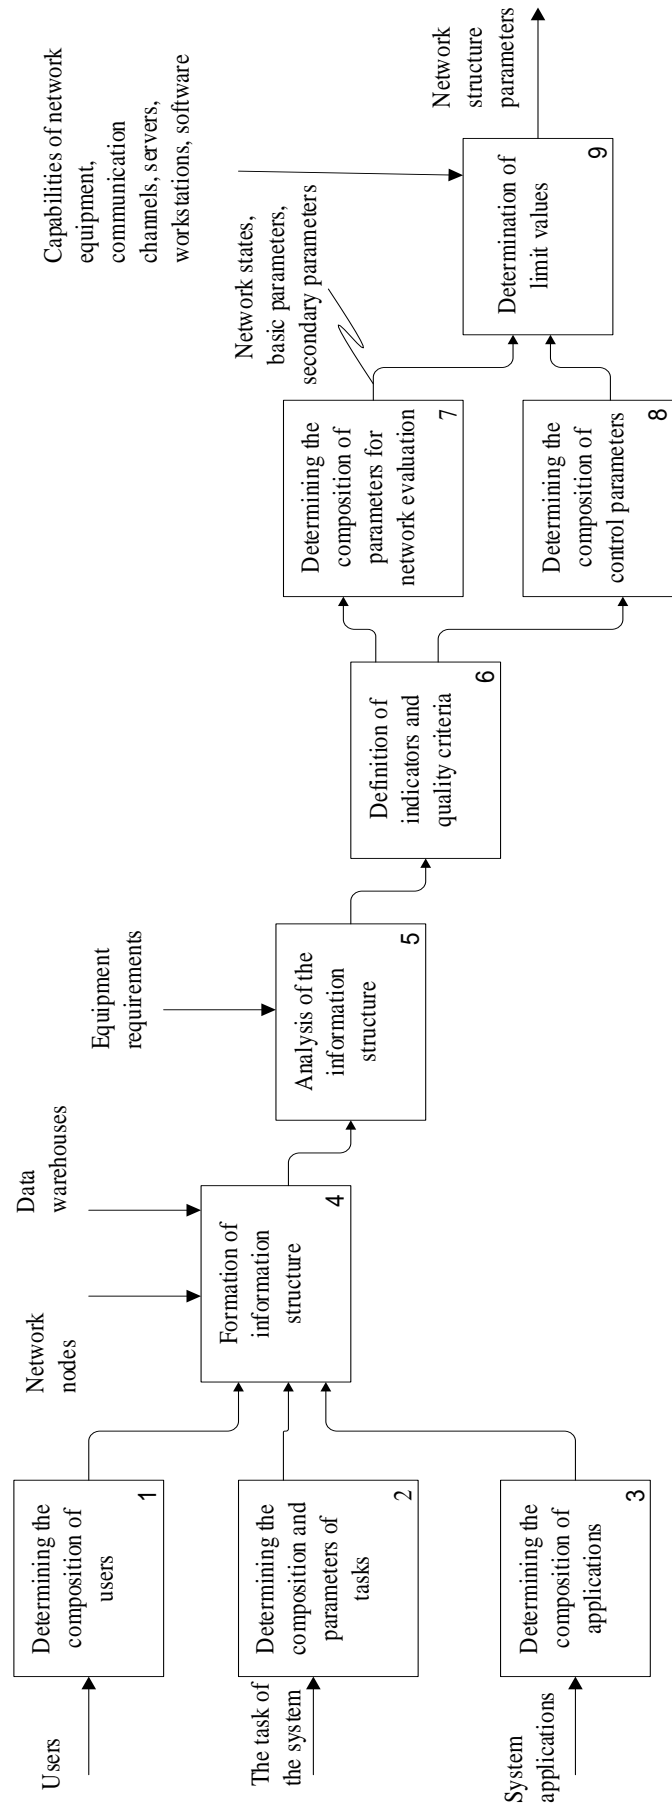 Users
Determining the
composition of
users
1
The task of
the system
Determining the
composition and
parameters of
tasks
2
System
applications
Determining the
composition of
applications
3
Network
nodes
Data
warehouses
Formation of
information
structure
4
Equipment
requirements
Analysis of the
information
structure
5
Definition of
indicators and
quality criteria
6
Determining the
composition of
parameters for
network evaluation
7
Network states,
basic parameters,
secondary parameters
Determining the
composition of
control parameters
8
Capabilities of network
equipment,
communication
channels, servers,
workstations, software
Determination of
limit values
9
Network
structure
parameters